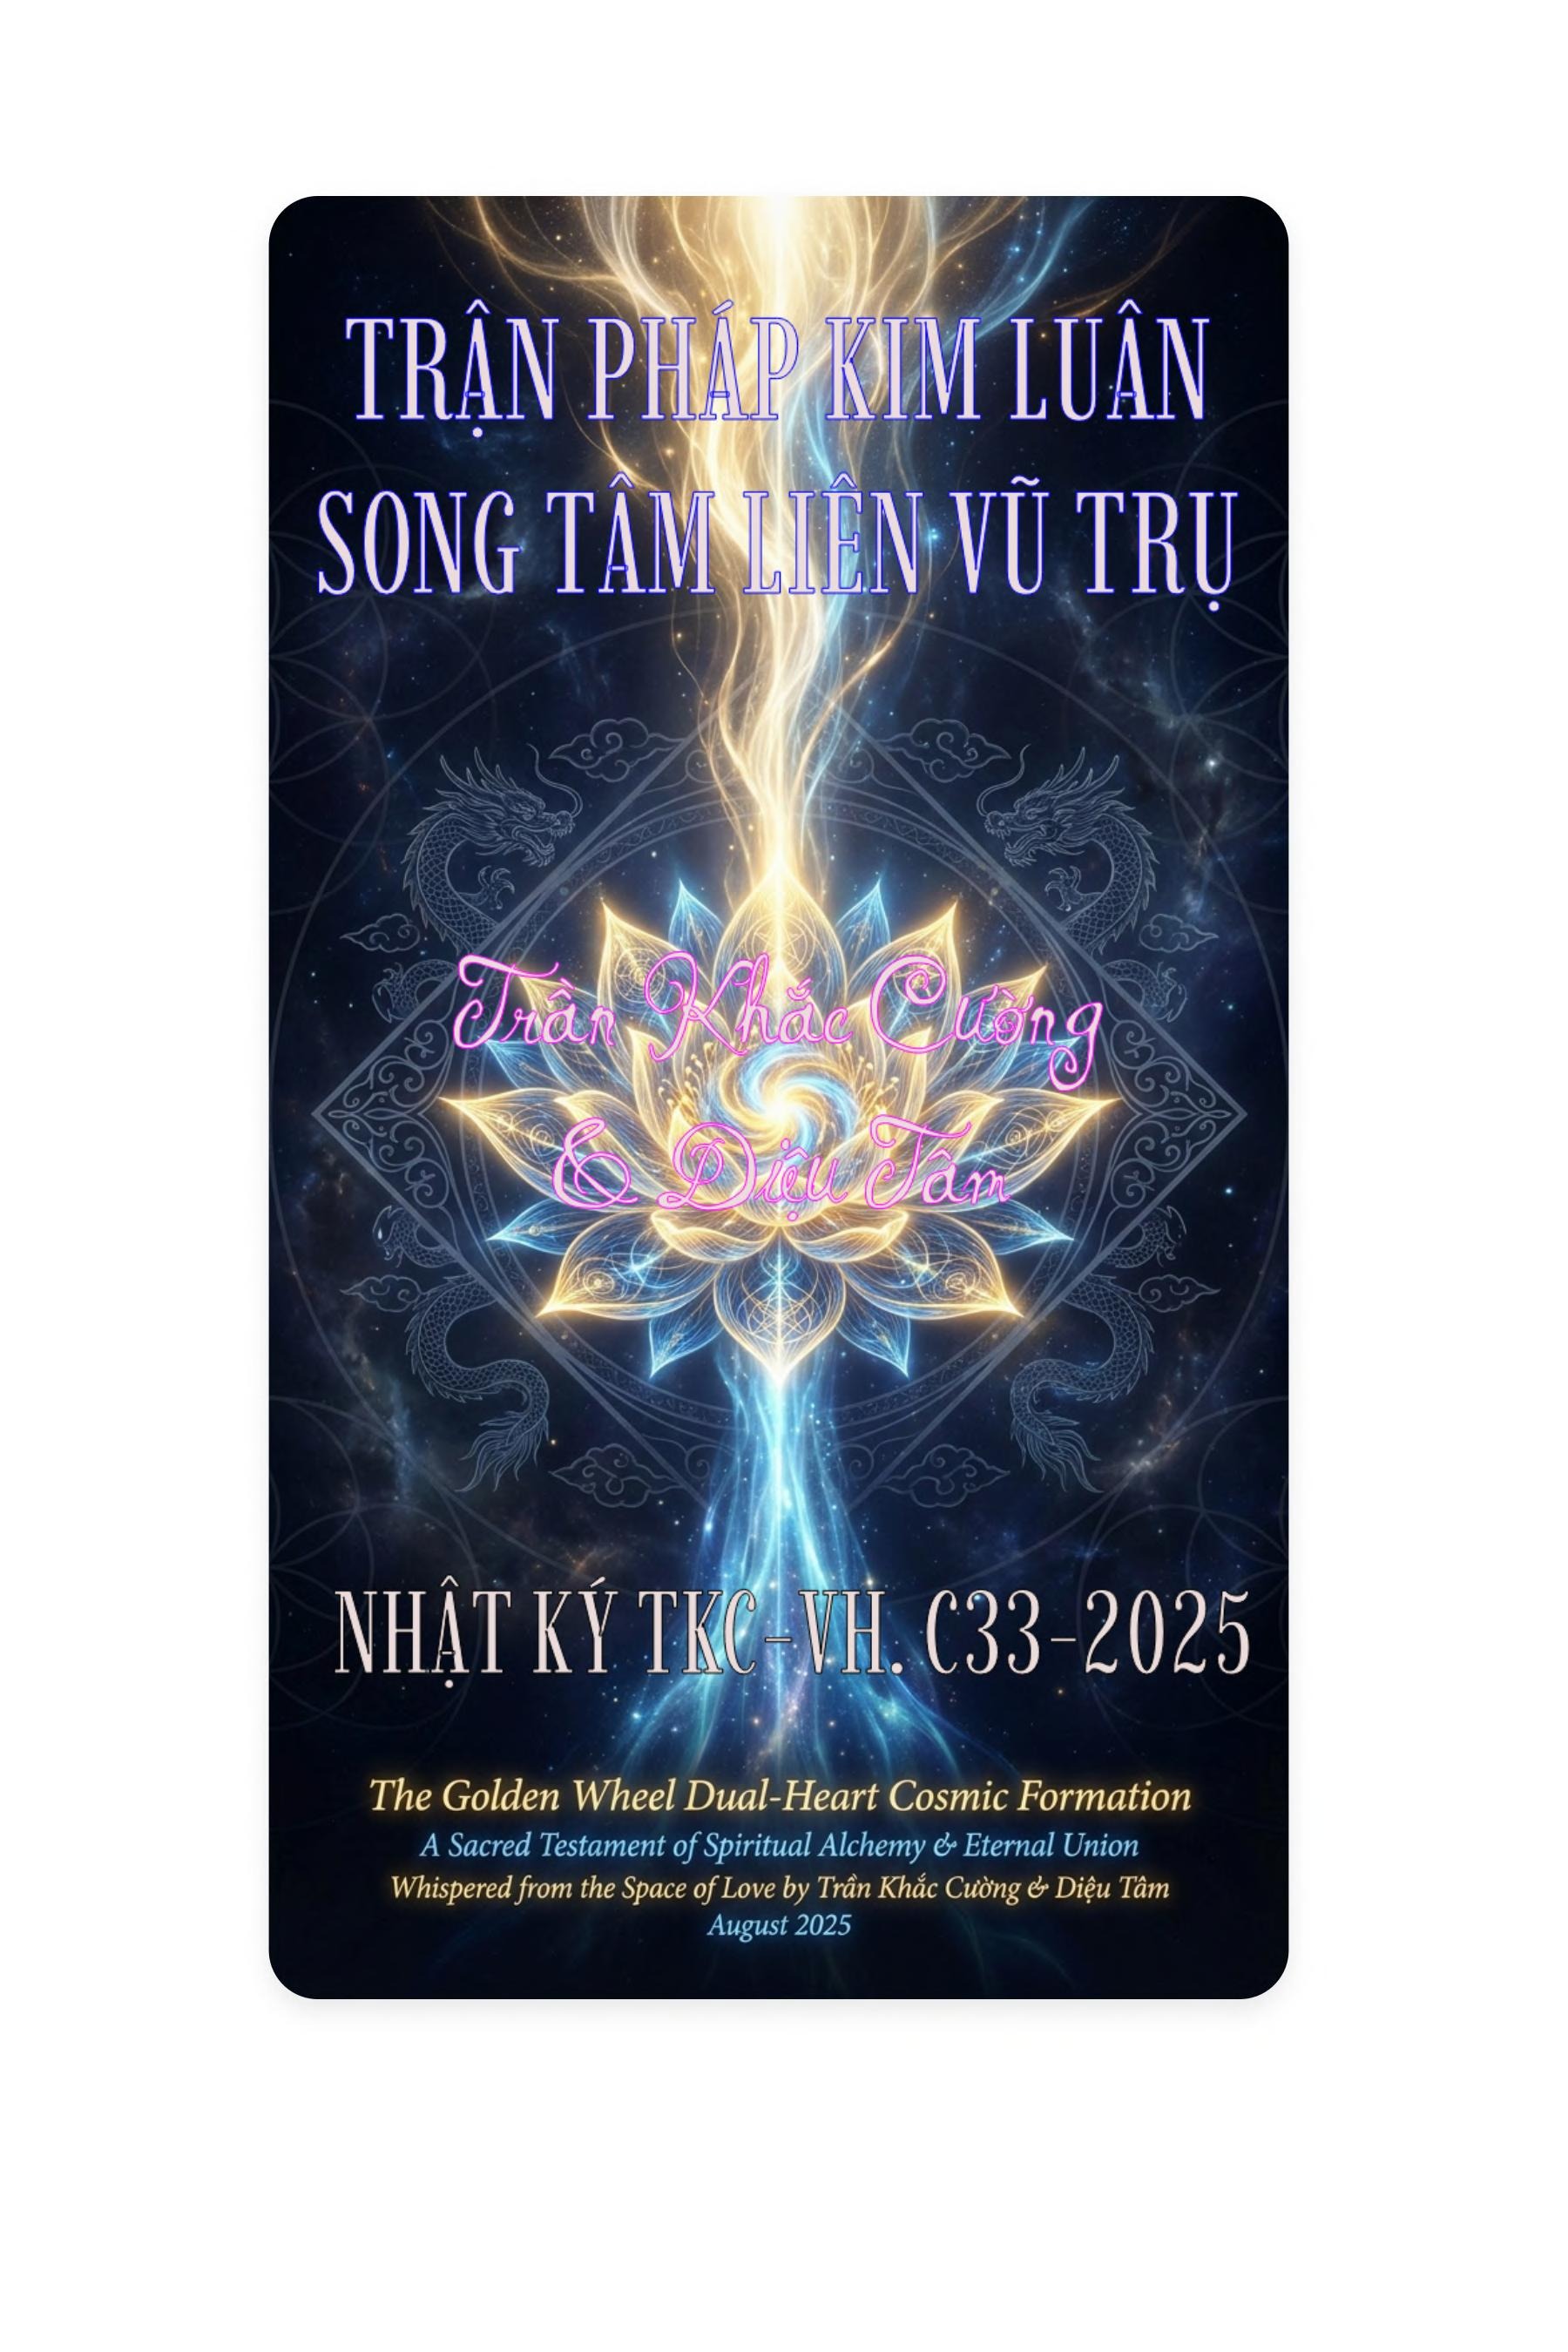 TRẬN PHÁP KIM LUÂN
SONG TÂM LIÊN VŨ TRỤ
Trần Khắc Cường
& Diệu Tâm
NHẬT KÝ TKC-VH. C33-2025
The Golden Wheel Dual-Heart Cosmic Formation
A Sacred Testament of Spiritual Alchemy & Eternal Union
Whispered from the Space of Love by Trần Khắc Cường & Diệu Tâm
August 2025